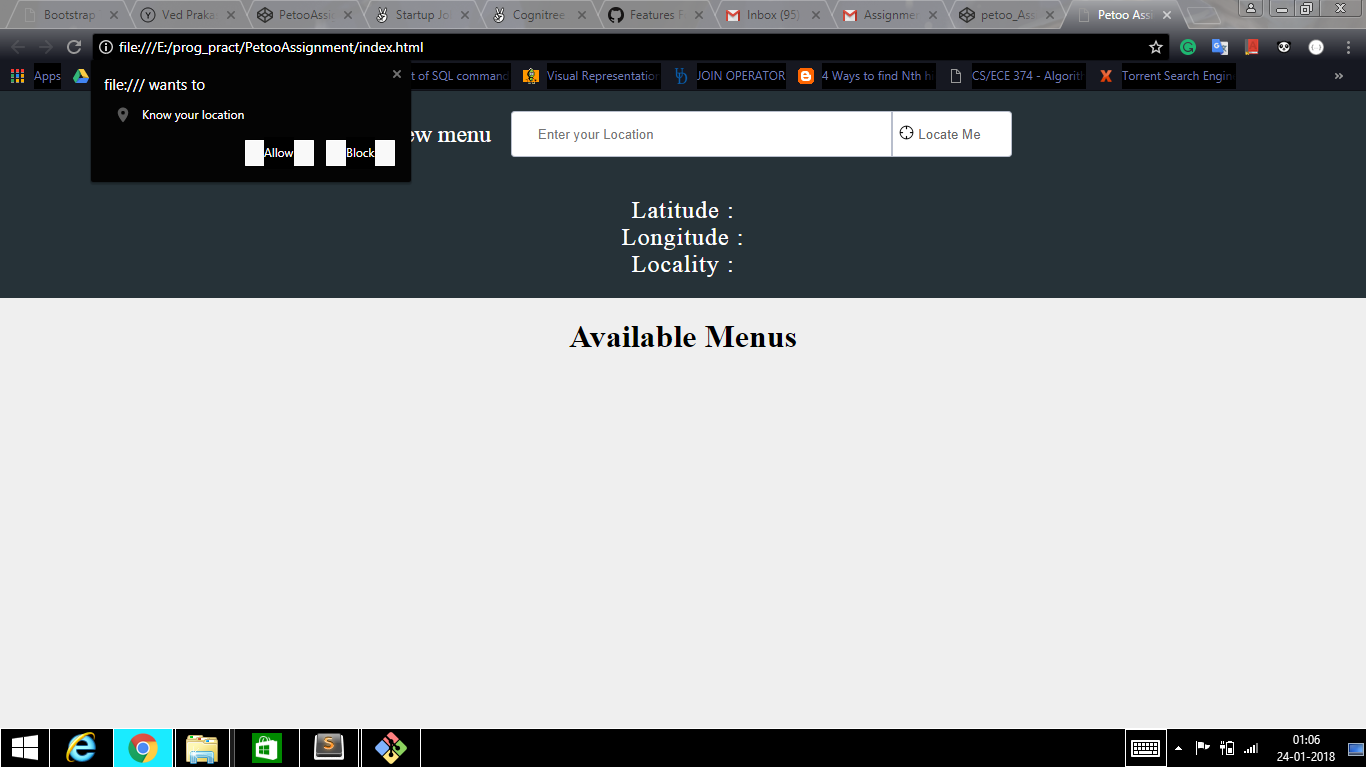 Bootstrap
Ved Praka
PetooAssi
Startup Jo
Cognitree
Features F
Inbox (95)
Assignme
petoo_Ass
Petoo Assi
file:///E:/prog_pract/PetooAssignment/index.html
Apps
t of SQL command
Visual Representation
JOIN OPERATOR
4 Ways to find Nth h
CS/ECE 374 - Algorit
Torrent Search Engin
»
file:/// wants to
Know your location
Allow
Block
ew menu
Enter your Location
Locate Me
Latitude :
Longitude :
Locality :
Available Menus
01:06
24-01-2018